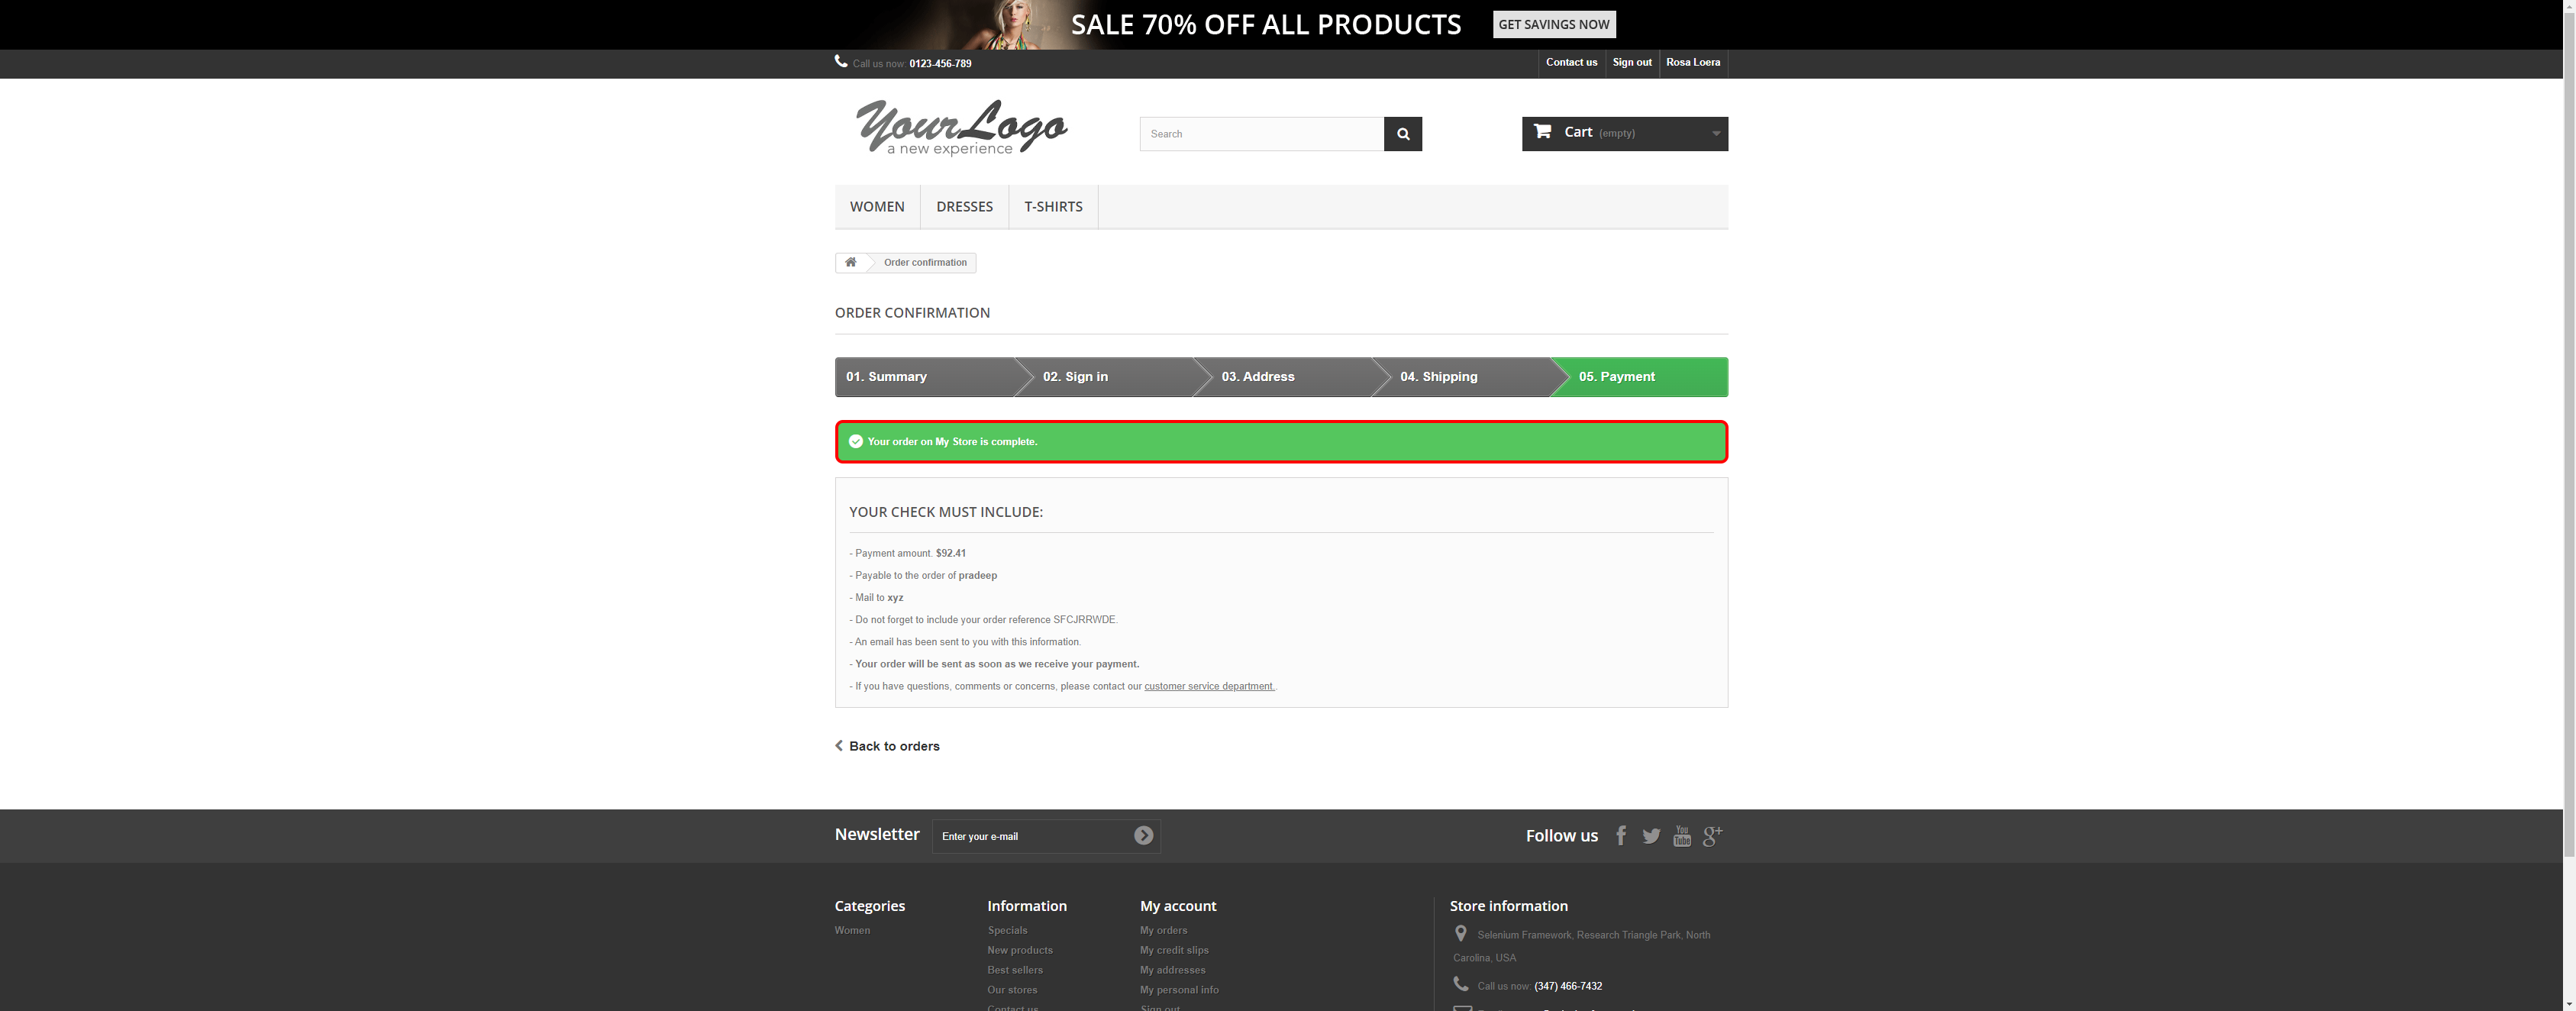 SALE 70% OFF ALL PRODUCTS GET SAVINGS NOW
Call us now: 0123-456-789 Contact us Sign out Rosa Loera
YourLogo
a new experience
Search
Cart (empty)
WOMEN DRESSES T-SHIRTS
Order confirmation
ORDER CONFIRMATION
01. Summary 02. Sign in 03. Address 04. Shipping 05. Payment
Your order on My Store is complete.
YOUR CHECK MUST INCLUDE:
- Payment amount. $92.41
- Payable to the order of pradeep
- Mail to xyz
- Do not forget to include your order reference SFCJRRWDE.
- An email has been sent to you with this information.
- Your order will be sent as soon as we receive your payment.
- If you have questions, comments or concerns, please contact our customer service department..
Back to orders
Newsletter Enter your e-mail Follow us
Categories
Women
Information
Specials
New products
Best sellers
Our stores
Contact us
My account
My orders
My credit slips
My addresses
My personal info
Sign out
Store information
Selenium Framework, Research Triangle Park, North
Carolina, USA
Call us now: (347) 466-7432